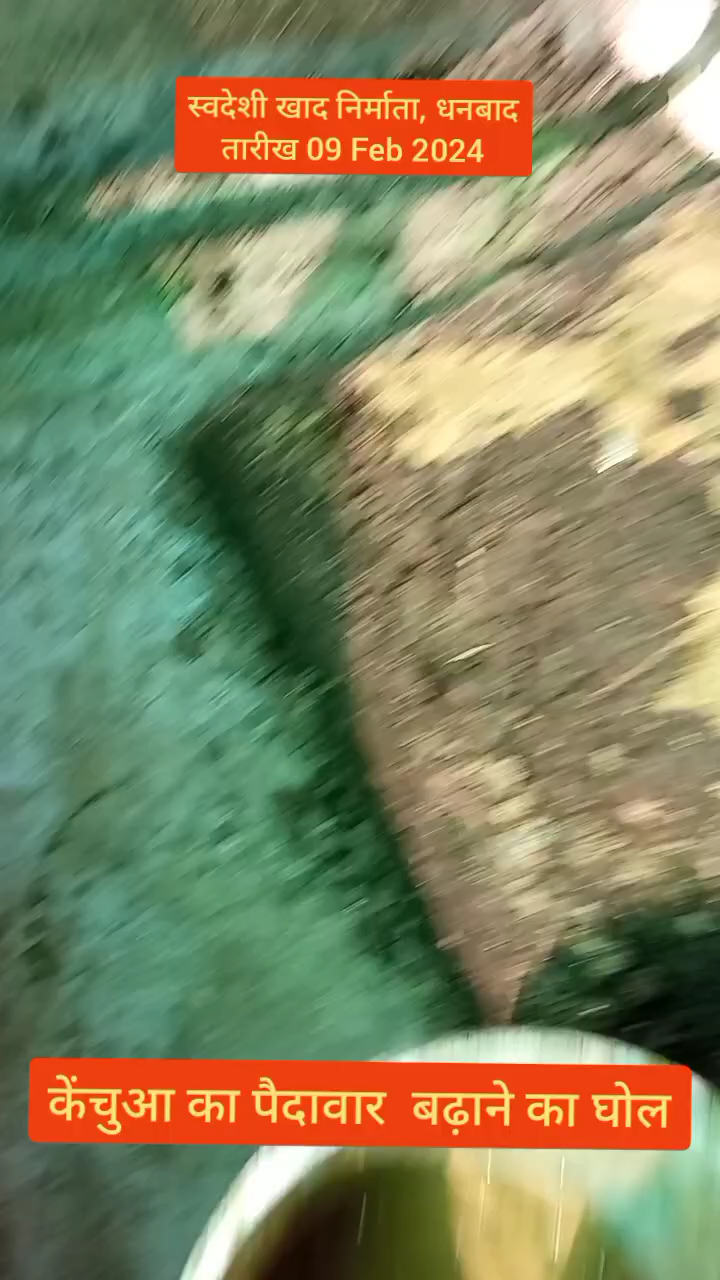 स्वदेशी खाद निर्माता, धनबाद
तारीख 09 Feb 2024
केंचुआ का पैदावार बढ़ाने का घोल